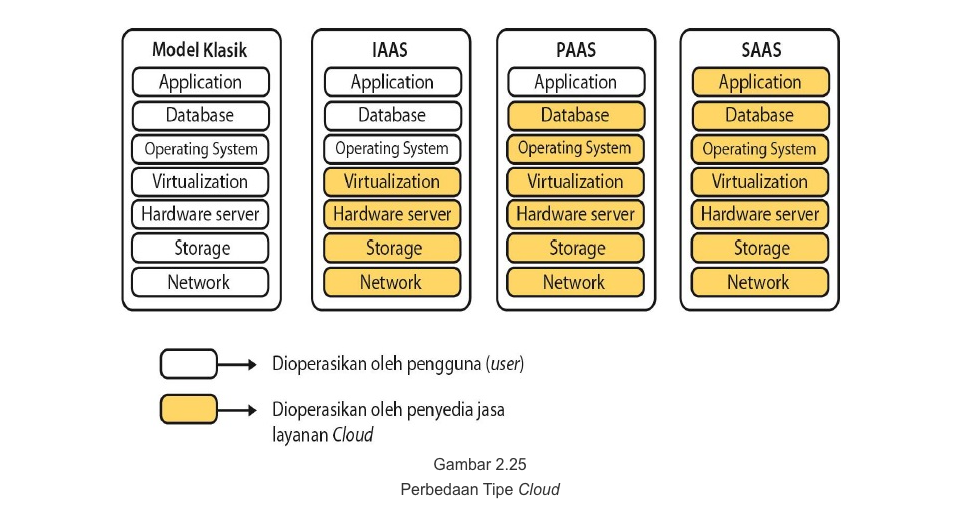 Model Klasik
Application
Database
Operating System
Virtualization
Hardware server
Storage
Network
IAAS
Application
Database
Operating System
Virtualization
Hardware server
Storage
Network
PAAS
Application
Database
Operating System
Virtualization
Hardware server
Storage
Network
SAAS
Application
Database
Operating System
Virtualization
Hardware server
Storage
Network
Dioperasikan oleh pengguna (user)
Dioperasikan oleh penyedia jasa
layanan Cloud
Gambar 2.25
Perbedaan Tipe Cloud